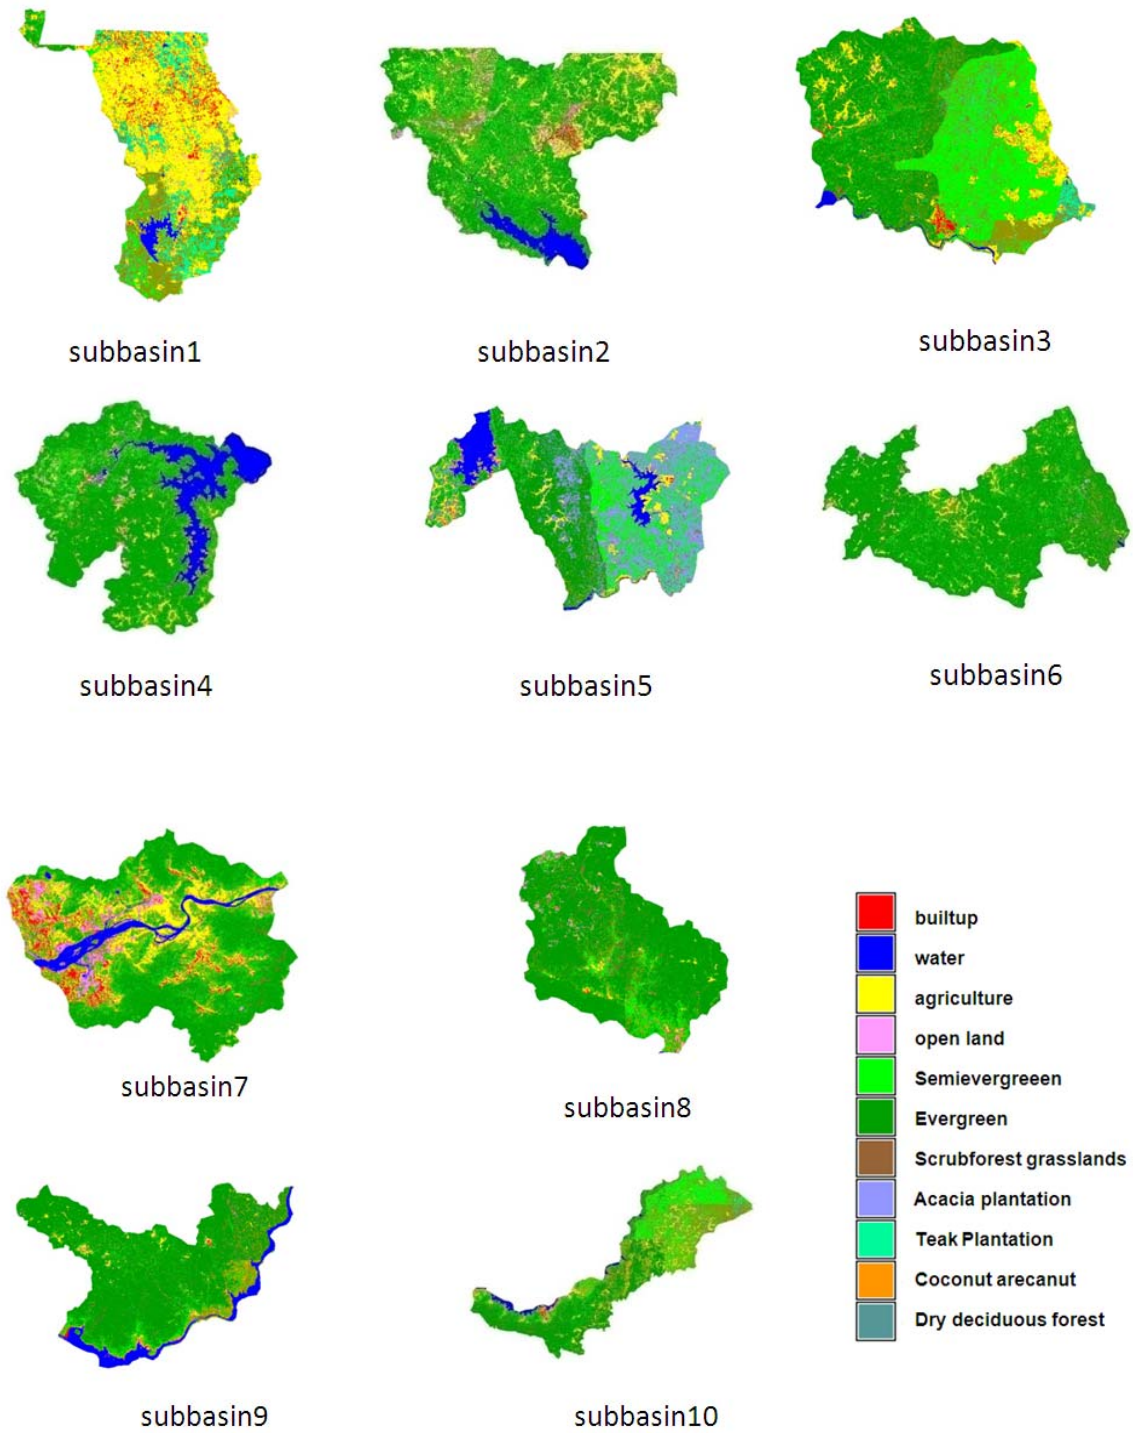 subbasin1
subbasin2
subbasin3
subbasin4
subbasin5
subbasin6
subbasin7
subbasin8
builtup
water
agriculture
open land
Semievergreeen
Evergreen
Scrubforest grasslands
Acacia plantation
Teak Plantation
Coconut arecanut
Dry deciduous forest
subbasin9
subbasin10